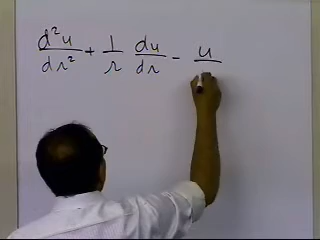 d²u/dr² + 1/r du/dr - u/